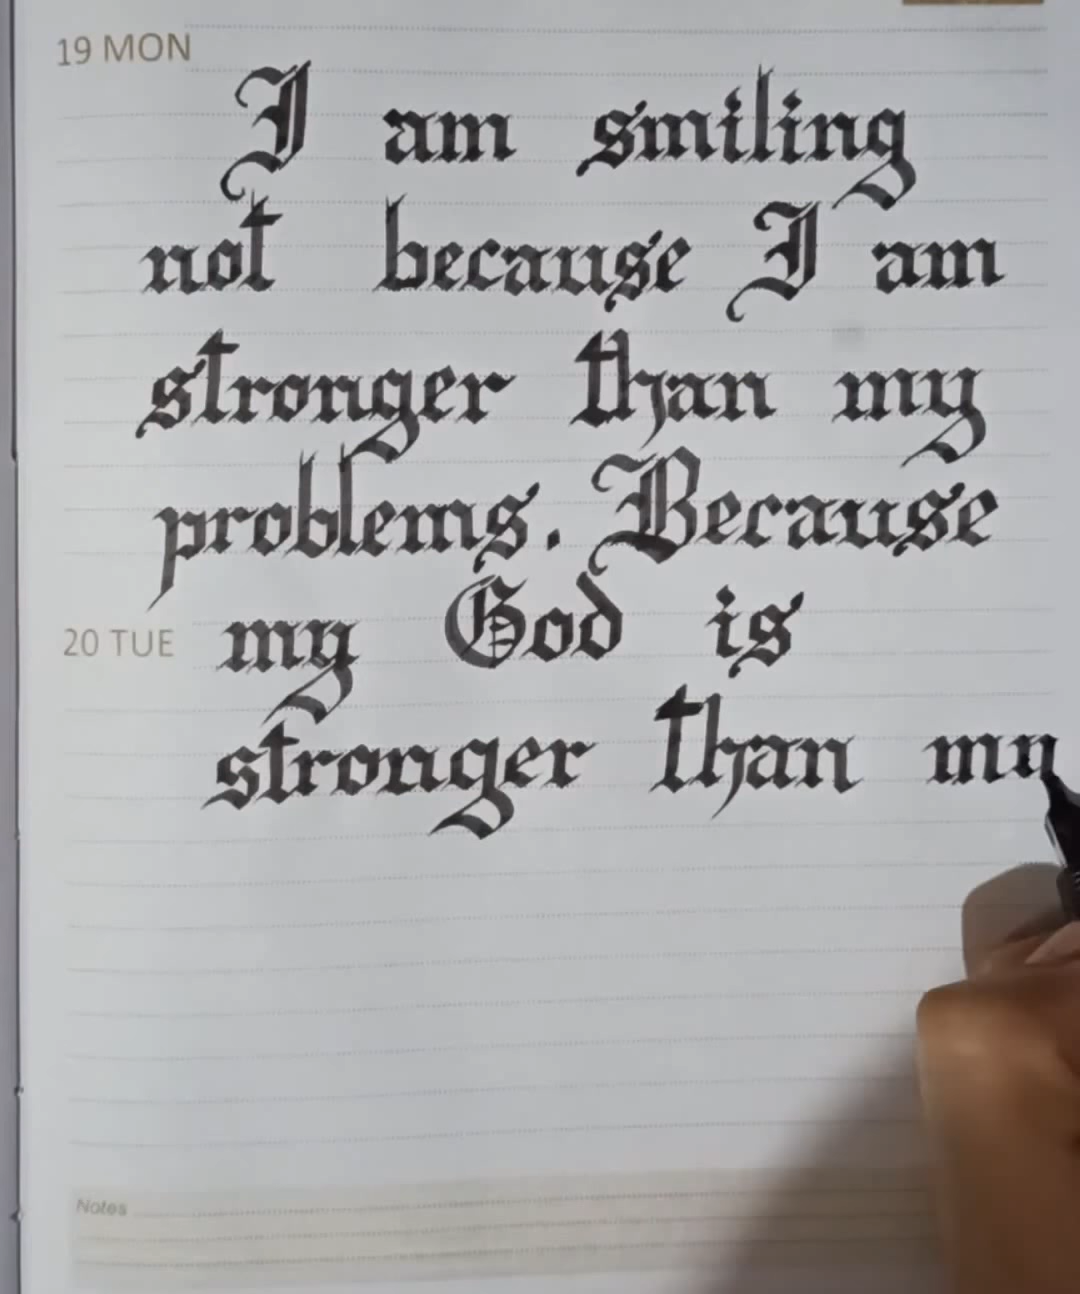 19 MON
I am smiling
not because I am
stronger than my
problems. Because
20 TUE my God is
stronger than my
Notes